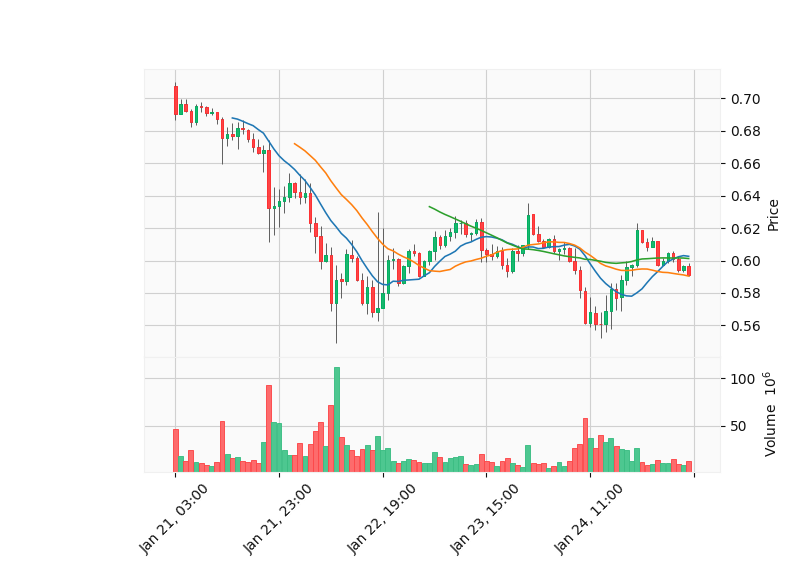 0.70
0.68
0.66
0.64
0.62
0.60
0.58
0.56
Price
100
50
Volume 10^6
Jan 21, 03:00
Jan 21, 23:00
Jan 22, 19:00
Jan 23, 15:00
Jan 24, 11:00